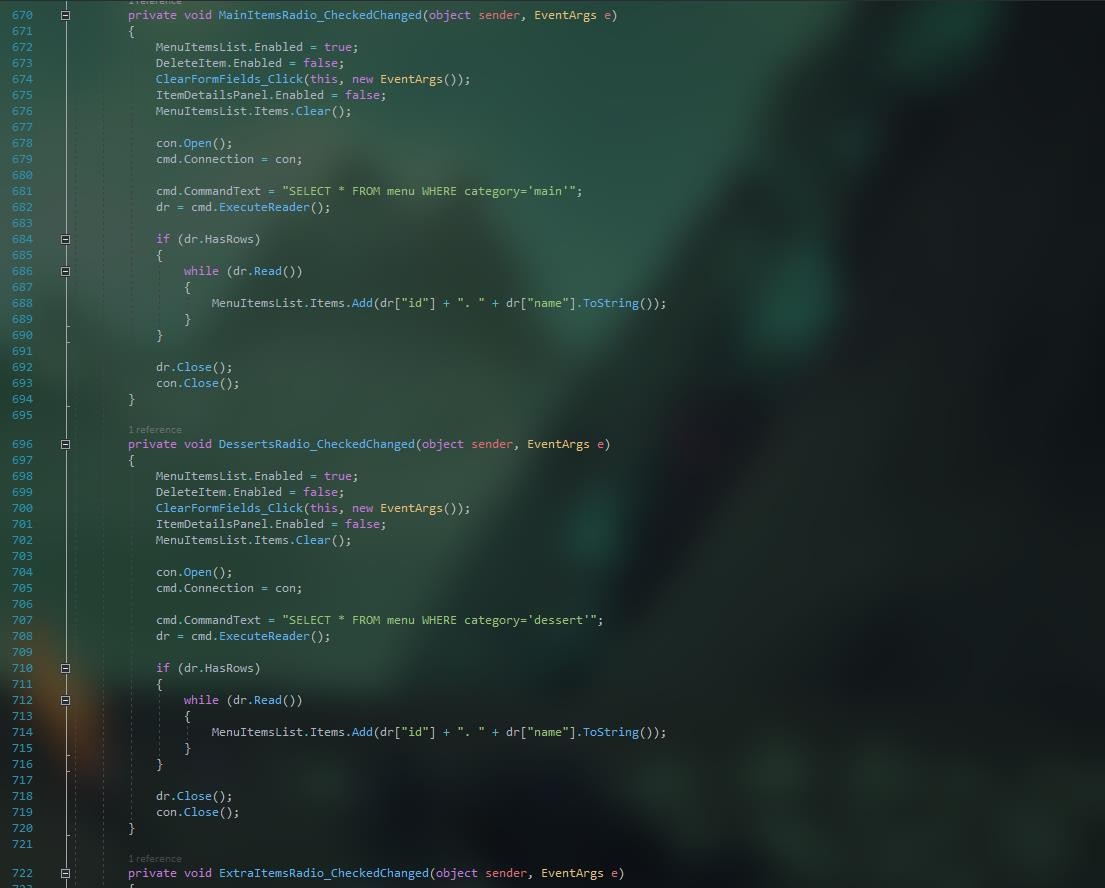 1 reference
670 private void MainItemsRadio_CheckedChanged(object sender, EventArgs e)
671 {
672 MenuItemsList.Enabled = true;
673 DeleteItem.Enabled = false;
674 ClearFormFields_Click(this, new EventArgs());
675 ItemDetailsPanel.Enabled = false;
676 MenuItemsList.Items.Clear();
677
678 con.Open();
679 cmd.Connection = con;
680
681 cmd.CommandText = "SELECT * FROM menu WHERE category='main'";
682 dr = cmd.ExecuteReader();
683
684 if (dr.HasRows)
685 {
686 while (dr.Read())
687 {
688 MenuItemsList.Items.Add(dr["id"] + ". " + dr["name"].ToString());
689 }
690 }
691
692 dr.Close();
693 con.Close();
694 }
695
1 reference
696 private void DessertsRadio_CheckedChanged(object sender, EventArgs e)
697 {
698 MenuItemsList.Enabled = true;
699 DeleteItem.Enabled = false;
700 ClearFormFields_Click(this, new EventArgs());
701 ItemDetailsPanel.Enabled = false;
702 MenuItemsList.Items.Clear();
703
704 con.Open();
705 cmd.Connection = con;
706
707 cmd.CommandText = "SELECT * FROM menu WHERE category='dessert'";
708 dr = cmd.ExecuteReader();
709
710 if (dr.HasRows)
711 {
712 while (dr.Read())
713 {
714 MenuItemsList.Items.Add(dr["id"] + ". " + dr["name"].ToString());
715 }
716 }
717
718 dr.Close();
719 con.Close();
720 }
721
1 reference
722 private void ExtraItemsRadio_CheckedChanged(object sender, EventArgs e)
723 {